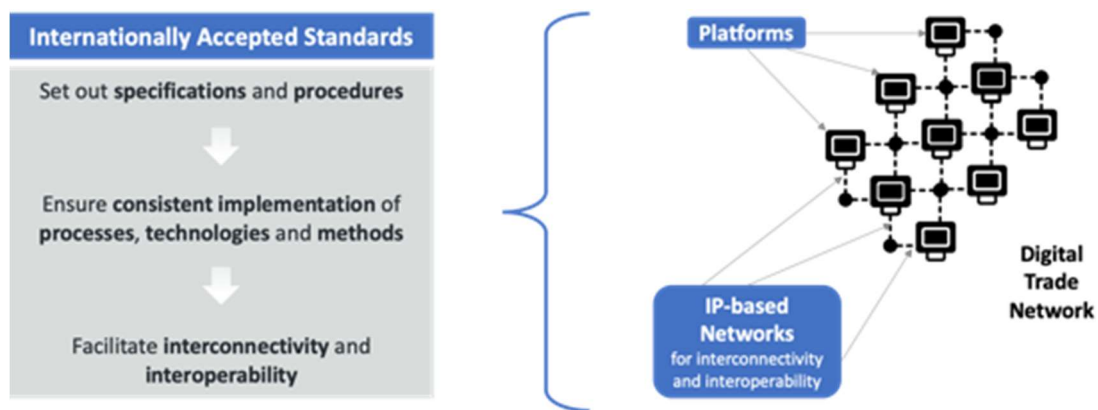 Internationally Accepted Standards
Set out specifications and procedures
Ensure consistent implementation of
processes, technologies and methods
Facilitate interconnectivity and
interoperability
Platforms
IP-based
Networks
for interconnectivity
and interoperability
Digital
Trade
Network